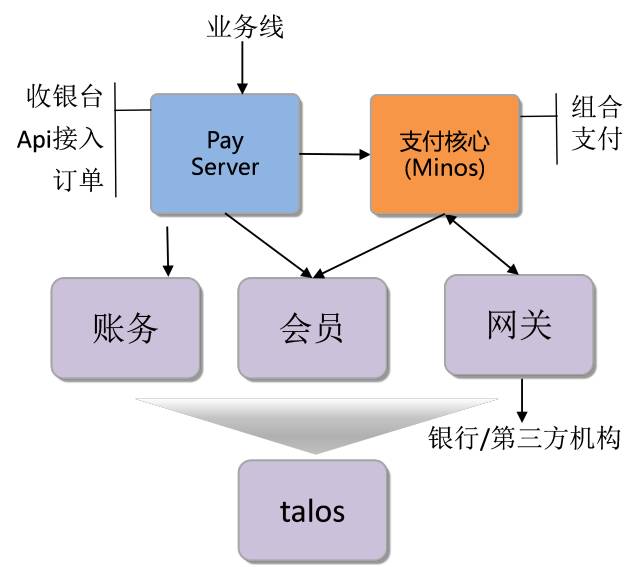 业务线
收银台
Api接入
订单
Pay
Server
支付核心
(Minos)
组合
支付
账务
会员
网关
银行/第三方机构
talos